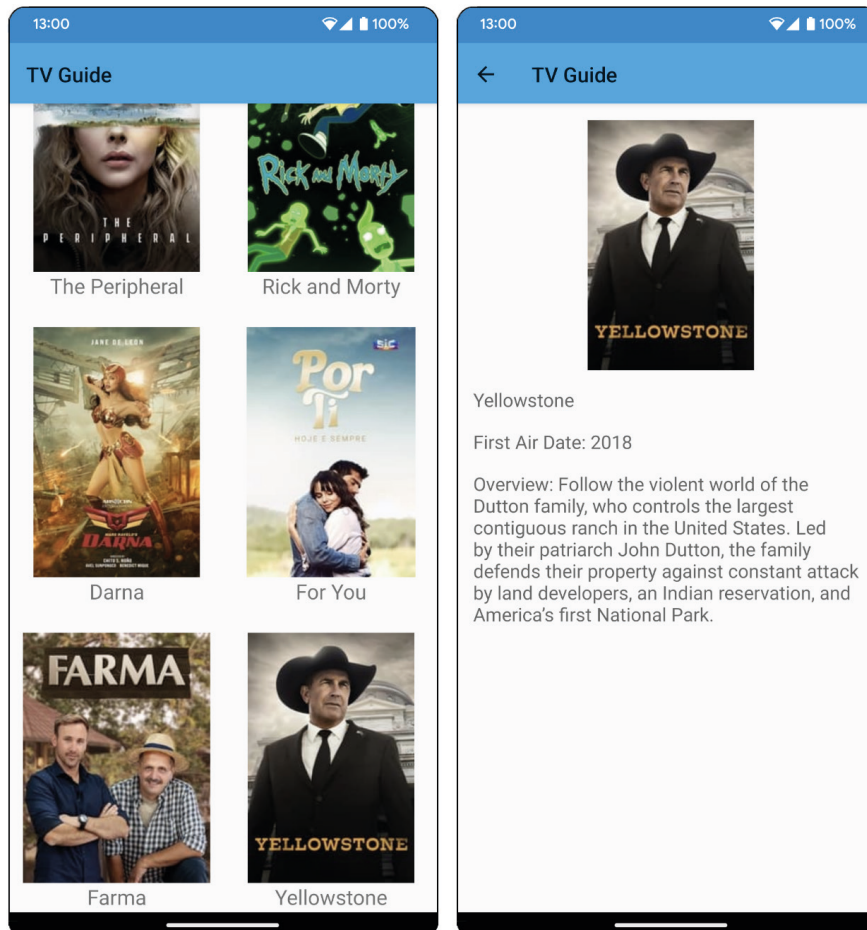 13:00
100%
TV Guide
THE
PERIPHERAL
Rick and Morty
The Peripheral
Rick and Morty
JANE DE LEON
DARNA
Darna
SIC
Por
Ti
HOJE E SEMPRE
For You
FARMA
Farma
YELLOWSTONE
Yellowstone
13:00
100%
TV Guide
YELLOWSTONE
Yellowstone
First Air Date: 2018
Overview: Follow the violent world of the
Dutton family, who controls the largest
contiguous ranch in the United States. Led
by their patriarch John Dutton, the family
defends their property against constant attack
by land developers, an Indian reservation, and
America’s first National Park.